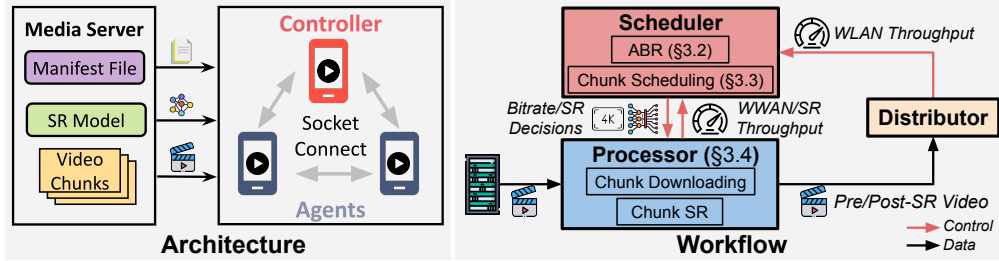 Media Server
Manifest File
SR Model
Video
Chunks
Controller
Socket
Connect
Agents
Architecture
Scheduler
ABR (§3.2)
Chunk Scheduling (§3.3)
WLAN Throughput
Bitrate/SR
Decisions
4K
WWAN/SR
Throughput
Distributor
Processor (§3.4)
Chunk Downloading
Chunk SR
Pre/Post-SR Video
Control
Data
Workflow